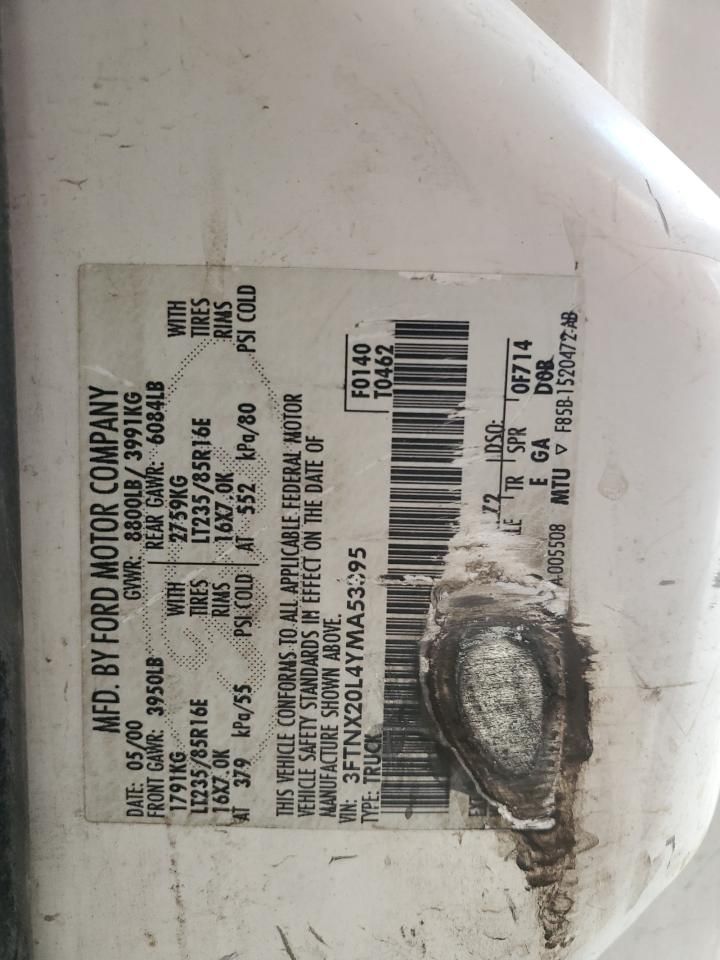 MFD. BY FORD MOTOR COMPANY
DATE: 05/00 GVWR: 8800LB/ 3991KG
FRONT GAWR: 3950LB REAR GAWR: 6084LB
1791KG WITH 2759KG WITH
LT235/85R16E TIRES LT235/85R16E TIRES
16X7.0K RIMS 16X7.0K RIMS
AT 379 kPa/55 PSI COLD AT 552 kPa/80 PSI COLD
THIS VEHICLE CONFORMS TO ALL APPLICABLE FEDERAL MOTOR
VEHICLE SAFETY STANDARDS IN EFFECT ON THE DATE OF
MANUFACTURE SHOWN ABOVE.
VIN: 3FTNX20L4YMA53395 F0140
TYPE: TRUCK T0462
72 DSO:
TR SPR 0F714
E GA D0B
005508 MTU ▽ F85B-1520472-AB